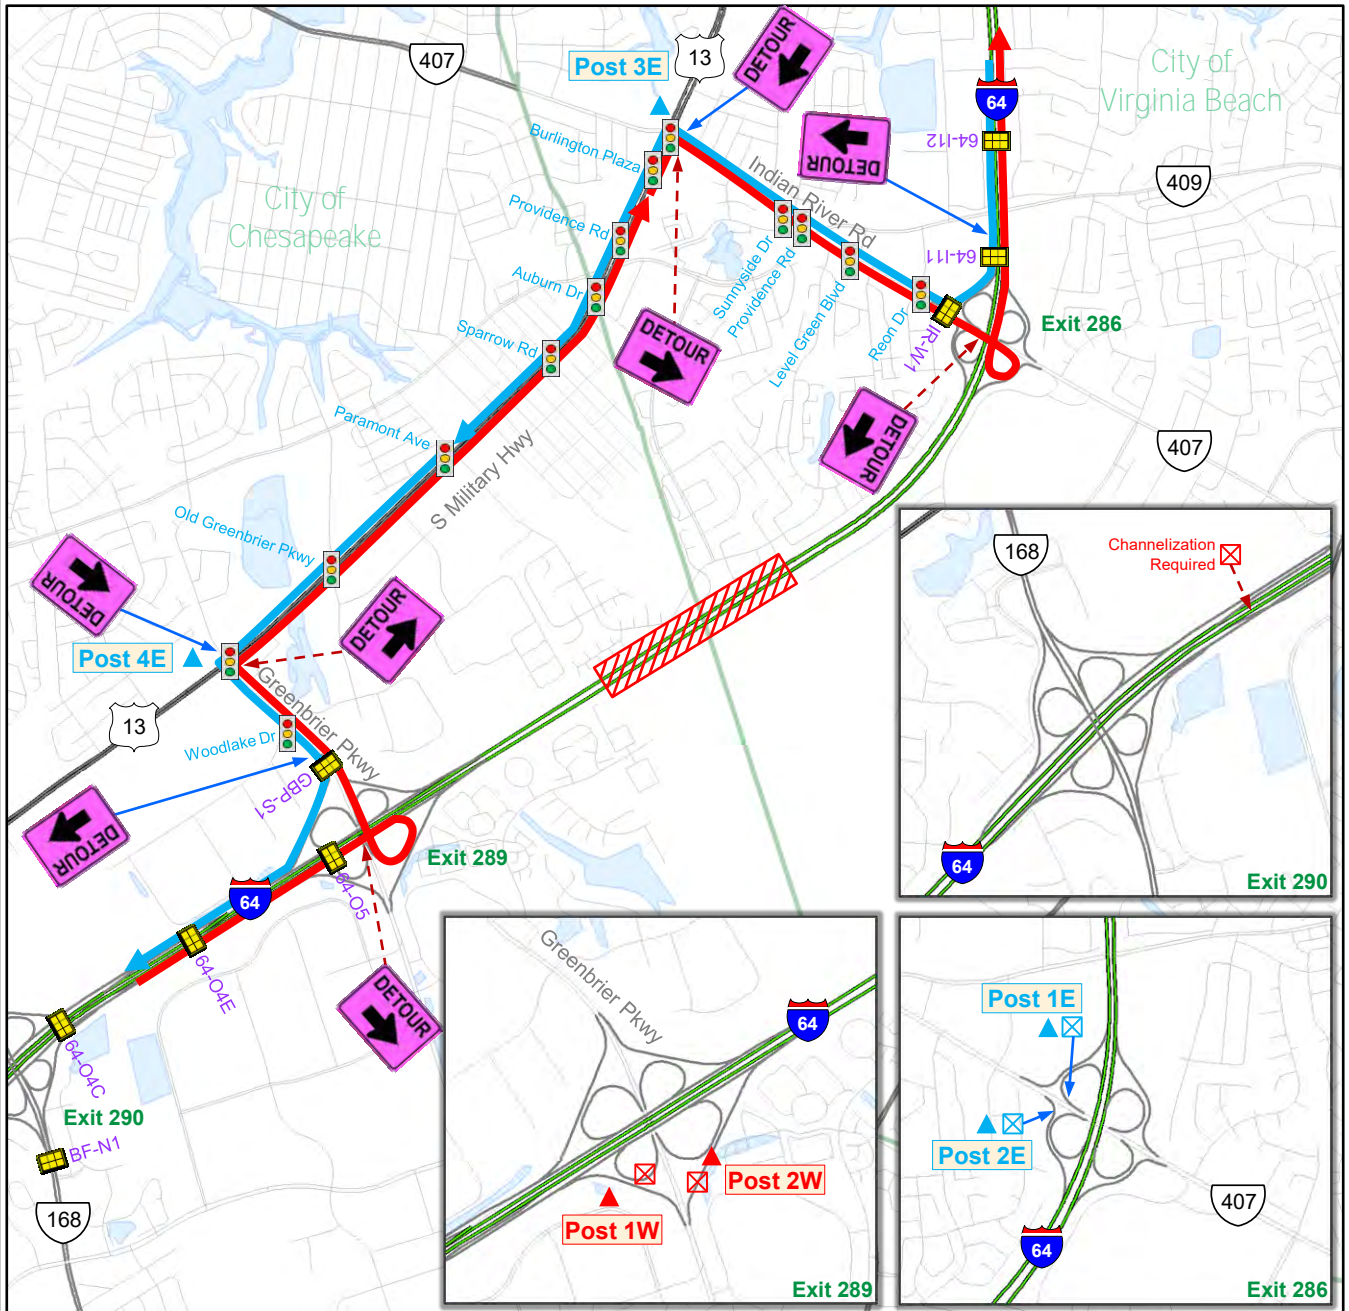 407
Post 3E
13
DETOUR
64
City of
Virginia Beach
64-I12
Burlington Plaza
DETOUR
Indian River Rd
409
City of
Chesapeake
Providence Rd
64-I11
Auburn Dr
Sunnyside Dr
Providence Rd
Level Green Blvd
Reon Dr
IR-W1
Exit 286
Sparrow Rd
DETOUR
Paramont Ave
DETOUR
407
S Military Hwy
Old Greenbrier Pkwy
168
Channelization
Required
64
Exit 290
DETOUR
DETOUR
Post 4E
13
Greenbrier Pkwy
Woodlake Dr
GBP-S1
DETOUR
Exit 289
64
64-O5
64-O4E
DETOUR
64-O4C
Exit 290
BF-N1
168
Greenbrier Pkwy
64
Post 2W
Post 1W
Exit 289
Post 1E
Post 2E
407
64
Exit 286